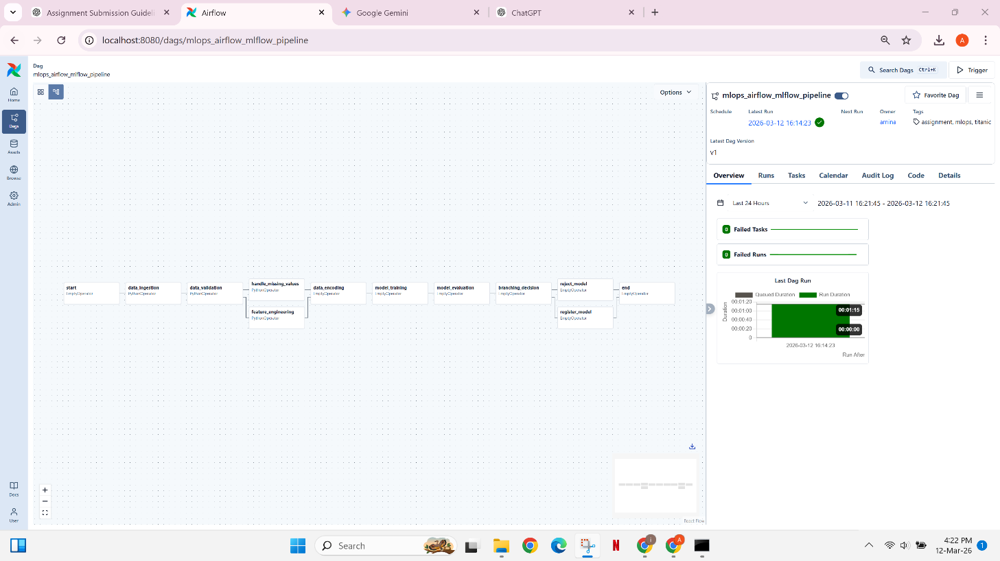 Assignment Submission Guideli
Airflow
Google Gemini
ChatGPT
localhost:8080/dags/mlops_airflow_mlflow_pipeline
A
Dag
mlops_airflow_mlflow_pipeline
Search Dags Ctrl+K
Trigger
Home
Dags
Assets
Browse
Admin
Docs
User
Options
start
EmptyOperator
data_ingestion
PythonOperator
data_validation
PythonOperator
handle_missing_values
PythonOperator
feature_engineering
PythonOperator
data_encoding
EmptyOperator
model_training
EmptyOperator
model_evaluation
EmptyOperator
branching_decision
EmptyOperator
reject_model
EmptyOperator
register_model
EmptyOperator
end
EmptyOperator
React Flow
mlops_airflow_mlflow_pipeline
Favorite Dag
Schedule Latest Run Next Run Owner Tags
2026-03-12 16:14:23 amina assignment, mlops, titanic
Latest Dag Version
v1
Overview Runs Tasks Calendar Audit Log Code Details
Last 24 Hours 2026-03-11 16:21:45 - 2026-03-12 16:21:45
0 Failed Tasks
0 Failed Runs
Last Dag Run
Queued Duration Run Duration
Duration
00:01:20
00:01:00
00:00:40
00:00:20
0
00:01:15
00:00:00
2026-03-12 16:14:23
Run After
Search
N
i
A
4:22 PM
12-Mar-26
1